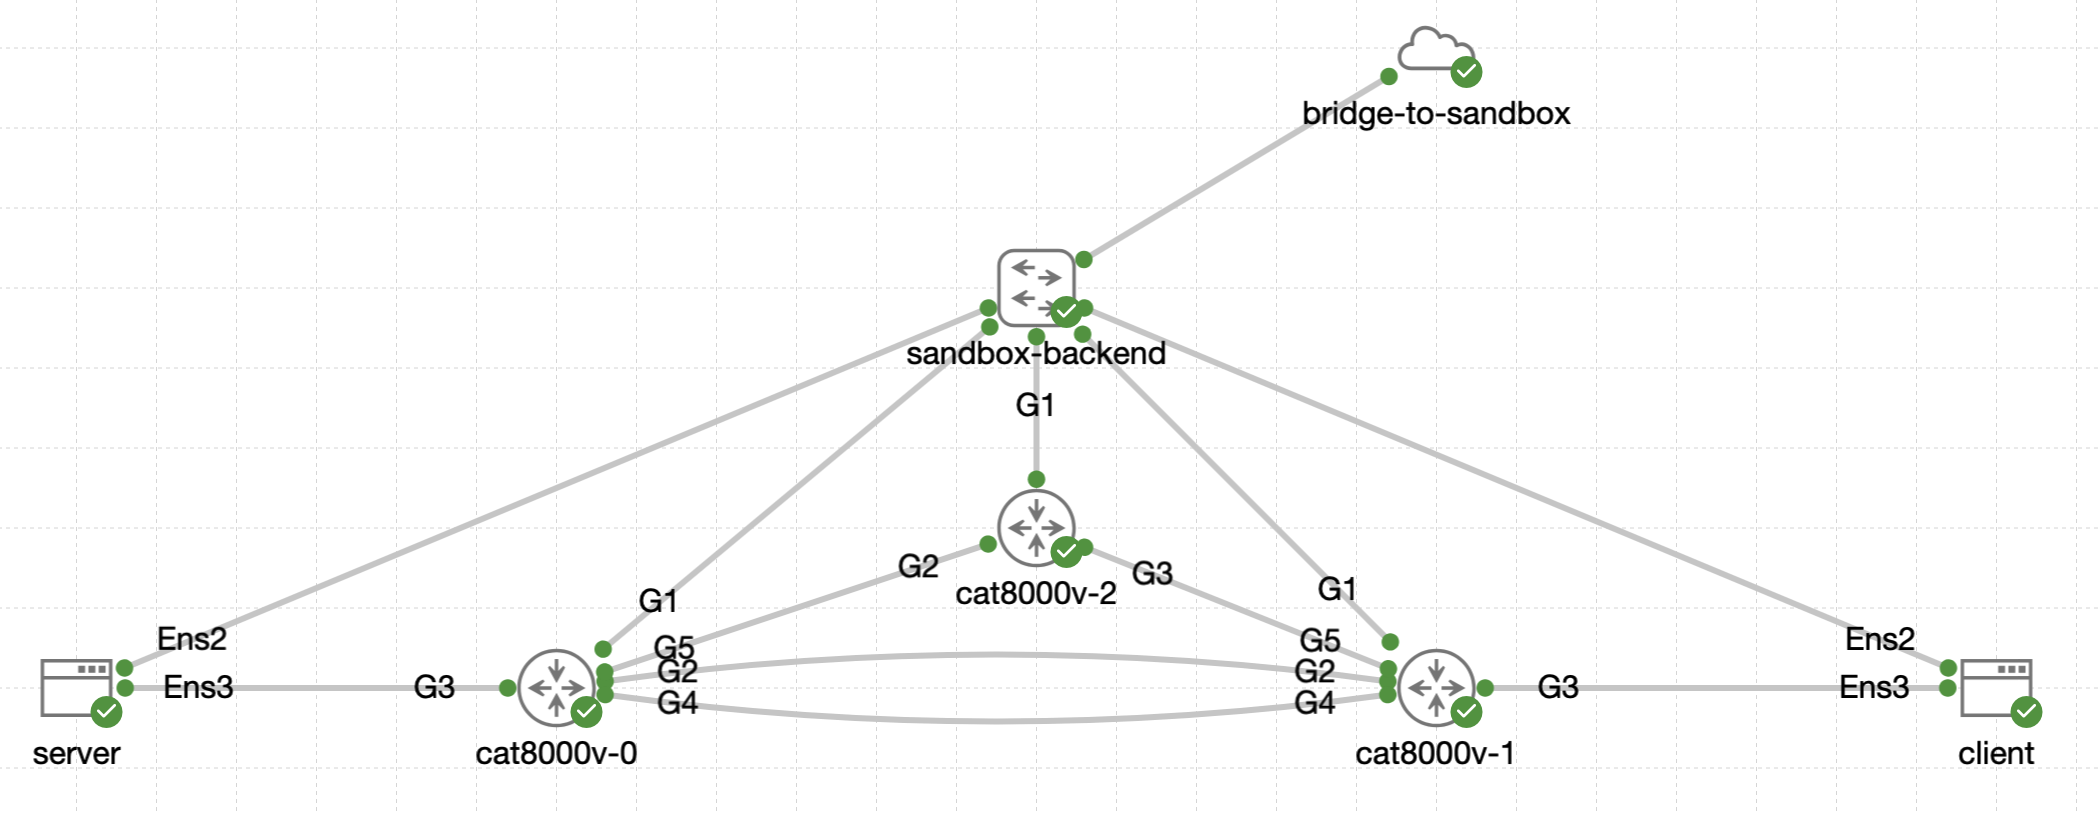 bridge-to-sandbox
sandbox-backend
G1
G2
G3
cat8000v-2
G1
G1
Ens2
G5
G5
Ens2
G2
G2
Ens3
G3
G3
Ens3
G4
G4
server
cat8000v-0
cat8000v-1
client